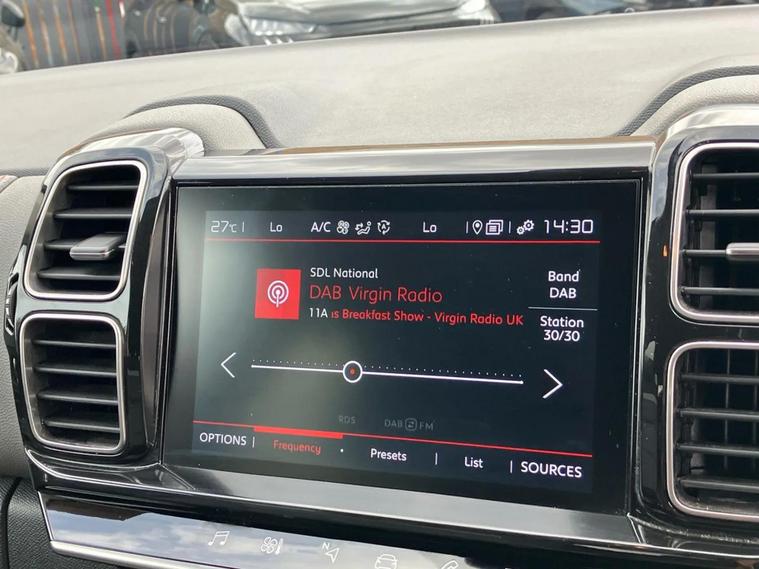 27°C Lo A/C Lo 14:30
SDL National
DAB Virgin Radio
11A is Breakfast Show - Virgin Radio UK
Band
DAB
Station
30/30
RDS DAB FM
OPTIONS Frequency Presets List SOURCES